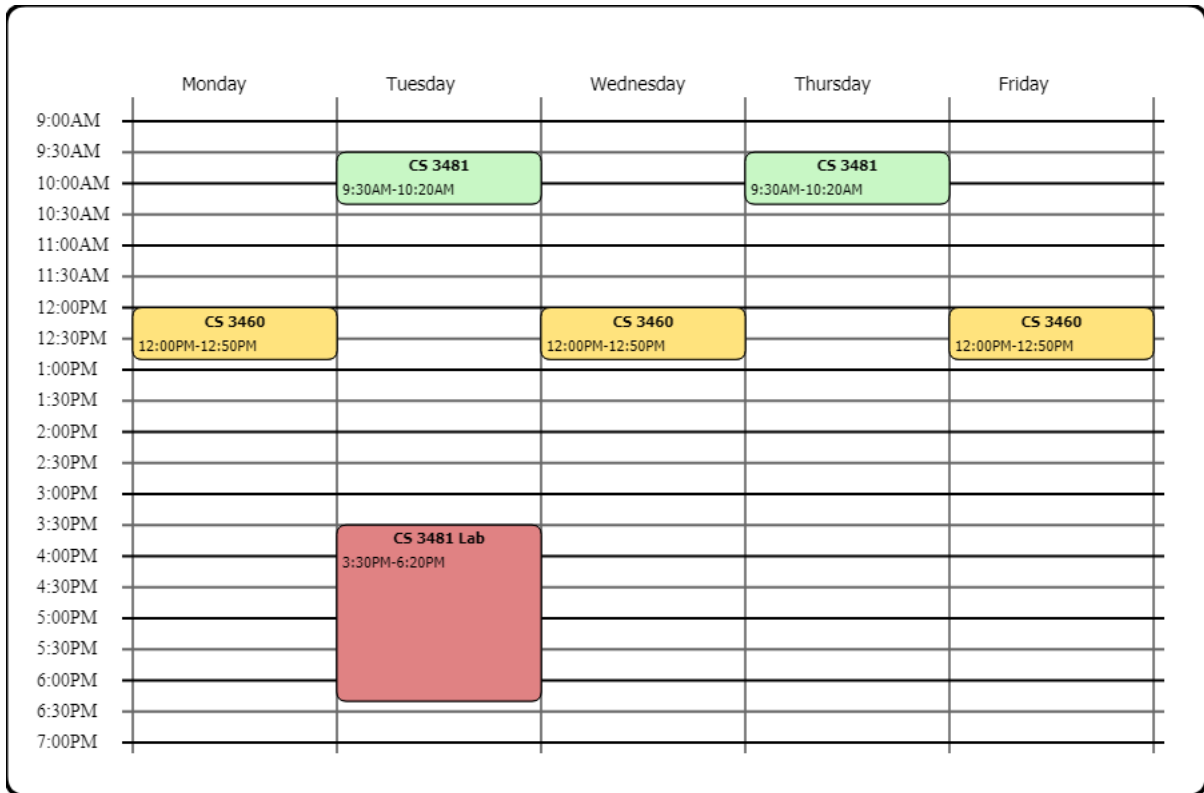 Monday Tuesday Wednesday Thursday Friday
9:00AM
9:30AM
CS 3481 CS 3481
10:00AM
9:30AM-10:20AM 9:30AM-10:20AM
10:30AM
11:00AM
11:30AM
12:00PM
CS 3460 CS 3460 CS 3460
12:30PM
12:00PM-12:50PM 12:00PM-12:50PM 12:00PM-12:50PM
1:00PM
1:30PM
2:00PM
2:30PM
3:00PM
3:30PM
CS 3481 Lab
4:00PM
3:30PM-6:20PM
4:30PM
5:00PM
5:30PM
6:00PM
6:30PM
7:00PM